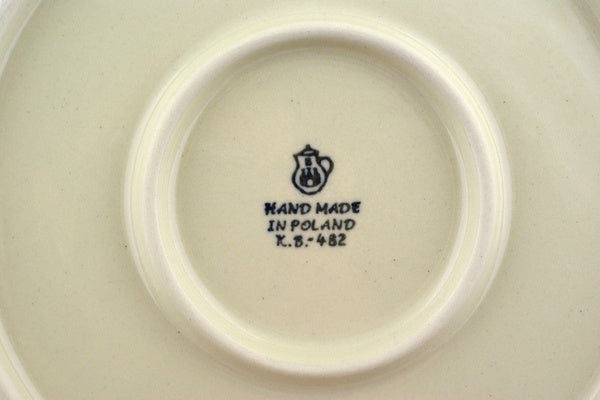 B
HAND MADE
IN POLAND
K.B.-482